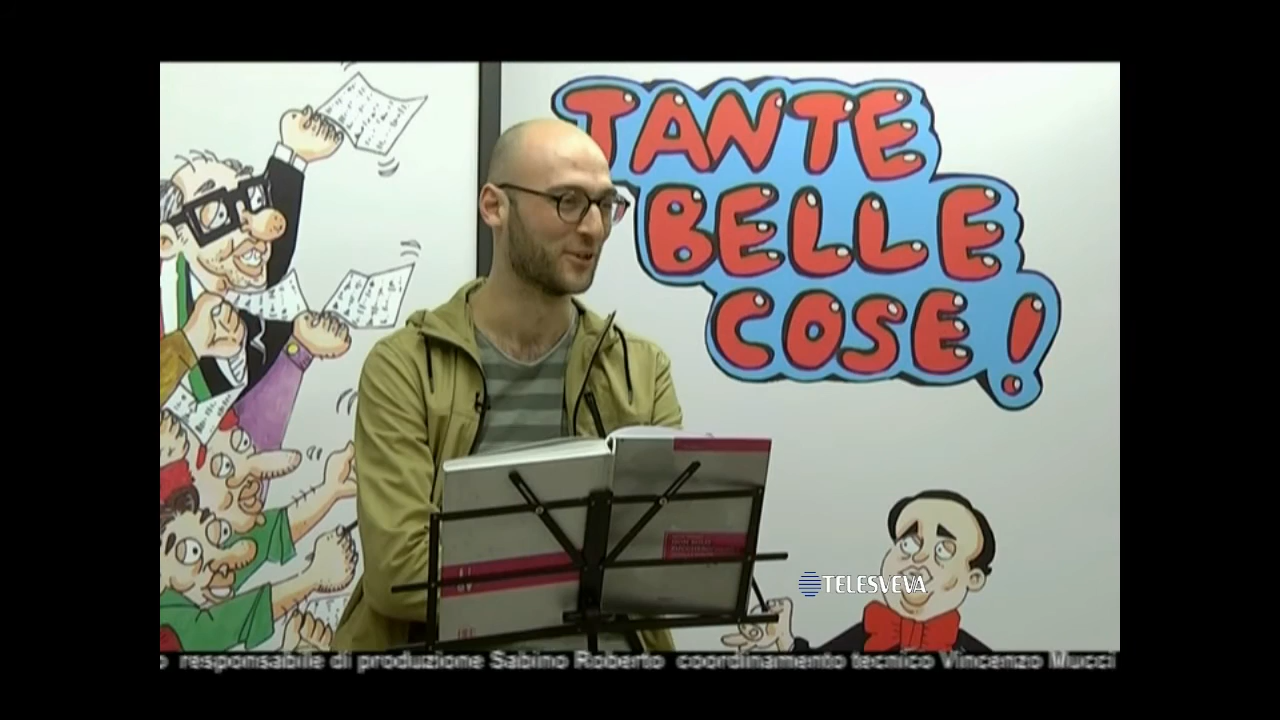 TANTE
BELLE
COSE !
TELESVEVA
responsabile di produzione Sabino Roberto coordinamento tecnico Vincenzo Mucci